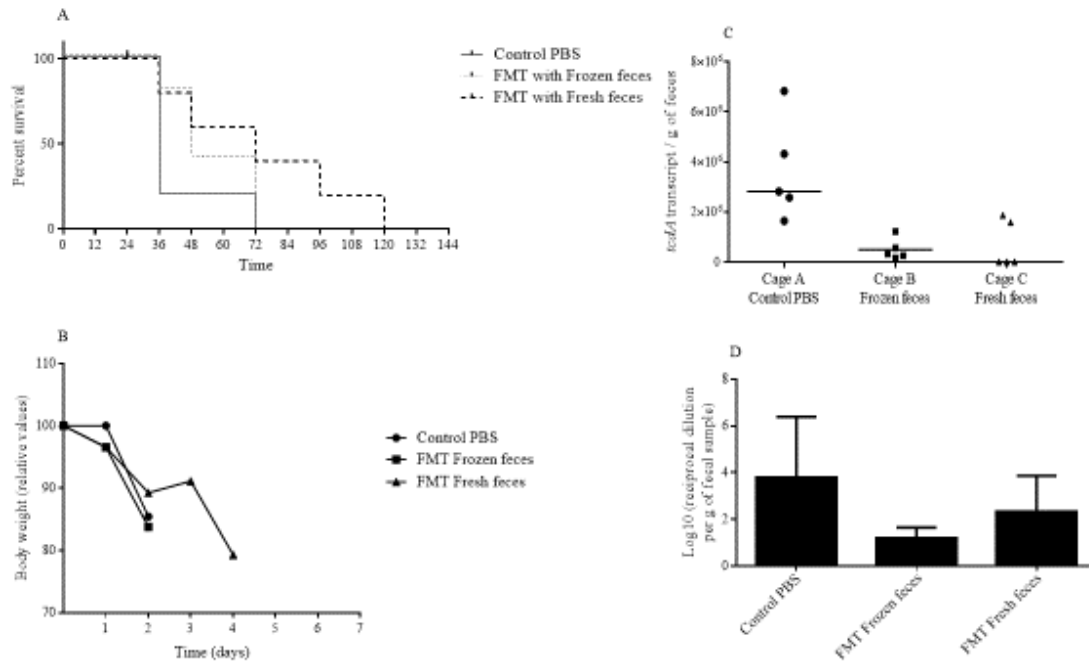 A
100
50
0
Percent survival
0 12 24 36 48 60 72 84 96 108 120 132 144
Time
Control PBS
FMT with Frozen feces
FMT with Fresh feces
C
2×10⁶
0
tcdA transcript / g of feces
Cage A
Control PBS
Cage B
Frozen feces
Cage C
Fresh feces
B
110
100
90
80
70
Body weight (relative values)
1 2 3 4 5 6 7
Time (days)
Control PBS
FMT Frozen feces
FMT Fresh feces
D
8
6
4
2
0
Log10 (reciprocal dilution
per g of fecal sample)
Control PBS
FMT Frozen feces
FMT Fresh feces